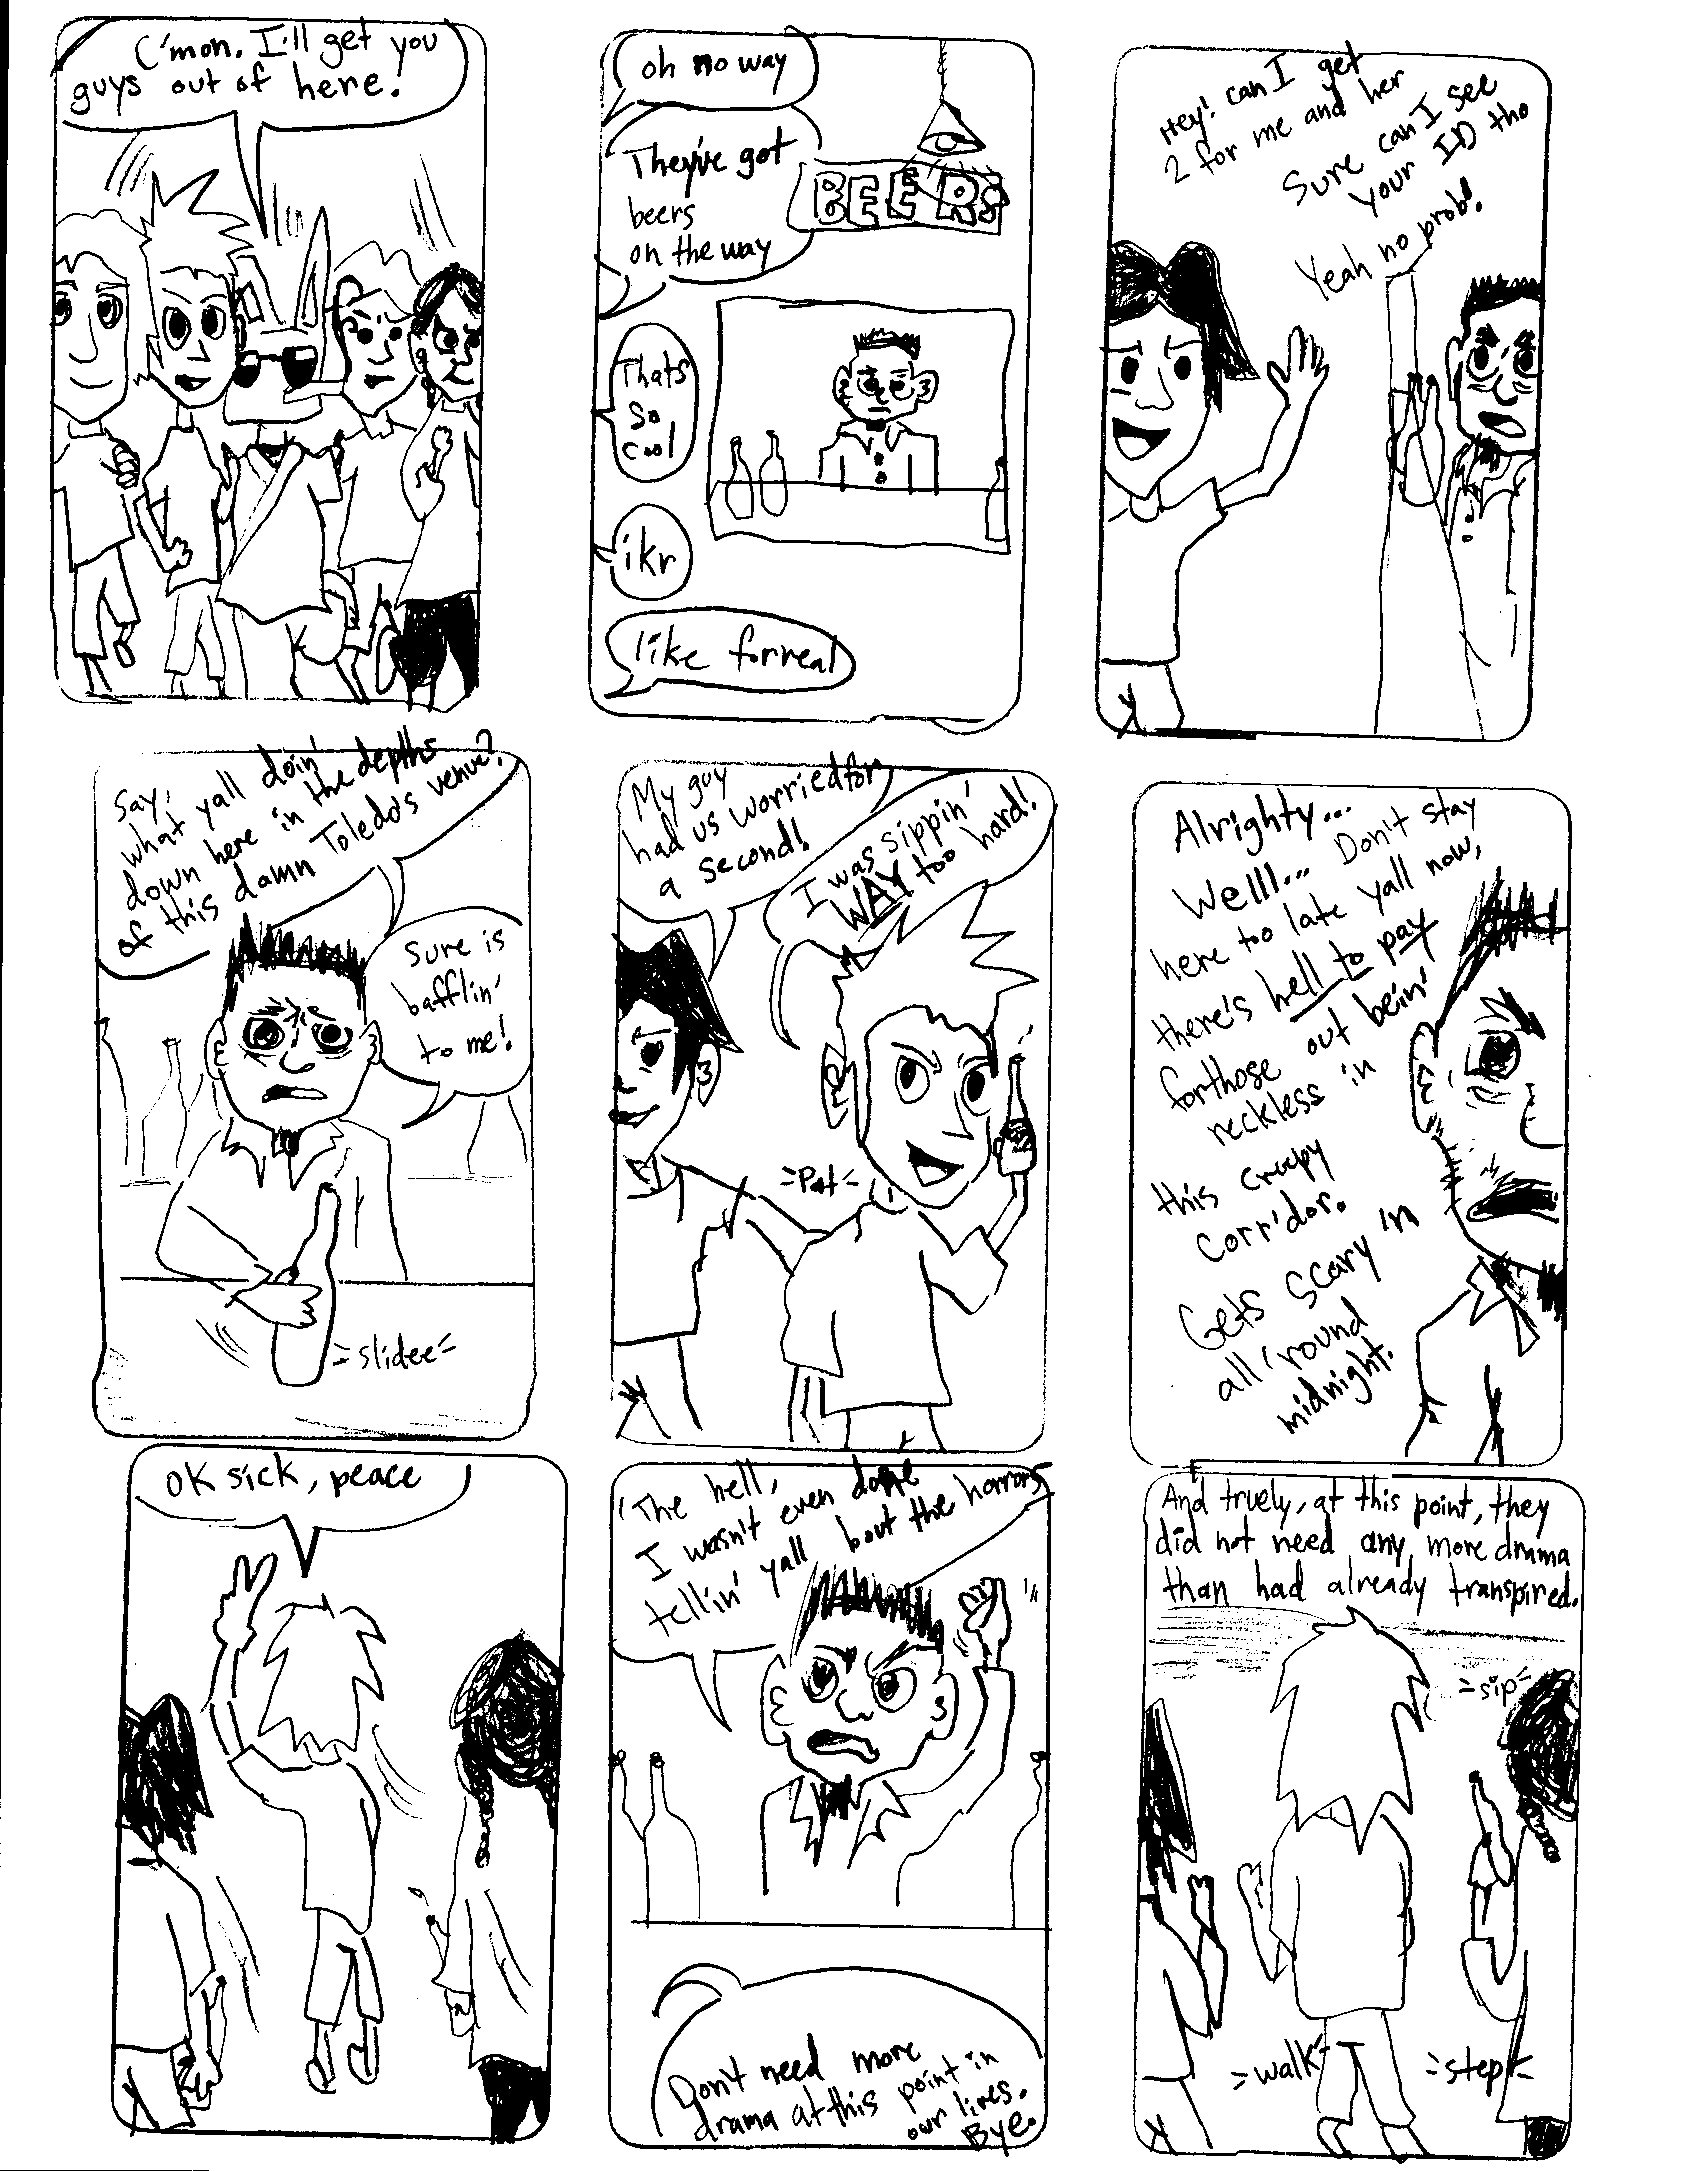 C'mon. I'll get you
guys out of here!
oh no way
They've got
beers
on the way
BEERS
Thats
So
cool
ikr
like forreal
Hey! can I get
2 for me and her
Sure can I see
your ID tho
Yeah no prob!
Say,
what yall doin'
down here in the depths
of this damn Toledo's venue?
Sure is
bafflin'
to me!
=slidee=
My guy
had us worried for
a second!
I was sippin'
WAY too hard!
=Pat=
Alrighty...
Welll... Don't stay
here to late yall now,
there's hell to pay
forthose out bein'
reckless in
this creepy
corridor.
Gets scary 'n
all 'round
midnight.
OK sick, peace
The hell,
I wasn't even done
tellin' yall bout the horrors
Don't need more
drama at this point in
our lives.
Bye.
And truely, at this point, they
did not need any more drama
than had already transpired.
=sip=
=walk=
=step=